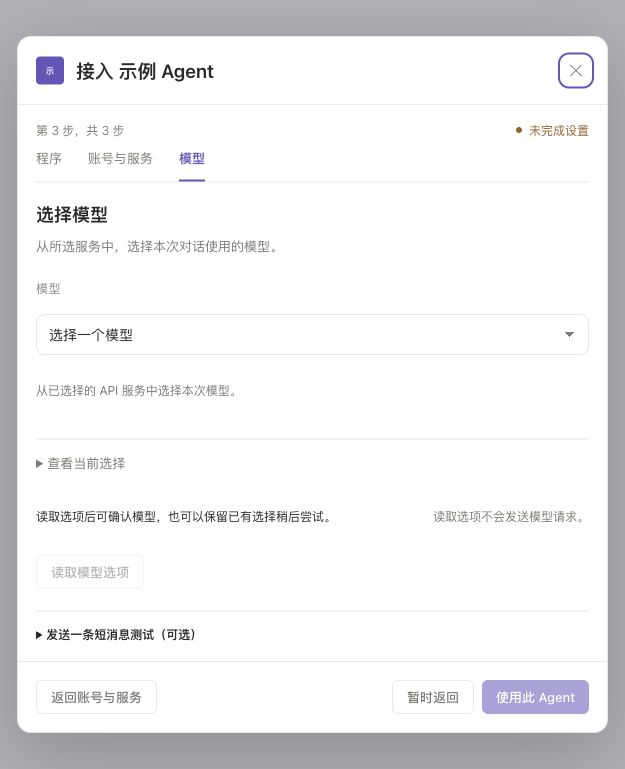 示 接入 示例 Agent
第 3 步，共 3 步 未完成设置
程序 账号与服务 模型
选择模型
从所选服务中，选择本次对话使用的模型。
模型
选择一个模型
从已选择的 API 服务中选择本次模型。
查看当前选择
读取选项后可确认模型，也可以保留已有选择稍后尝试。 读取选项不会发送模型请求。
读取模型选项
发送一条短消息测试（可选）
返回账号与服务 暂时返回 使用此 Agent